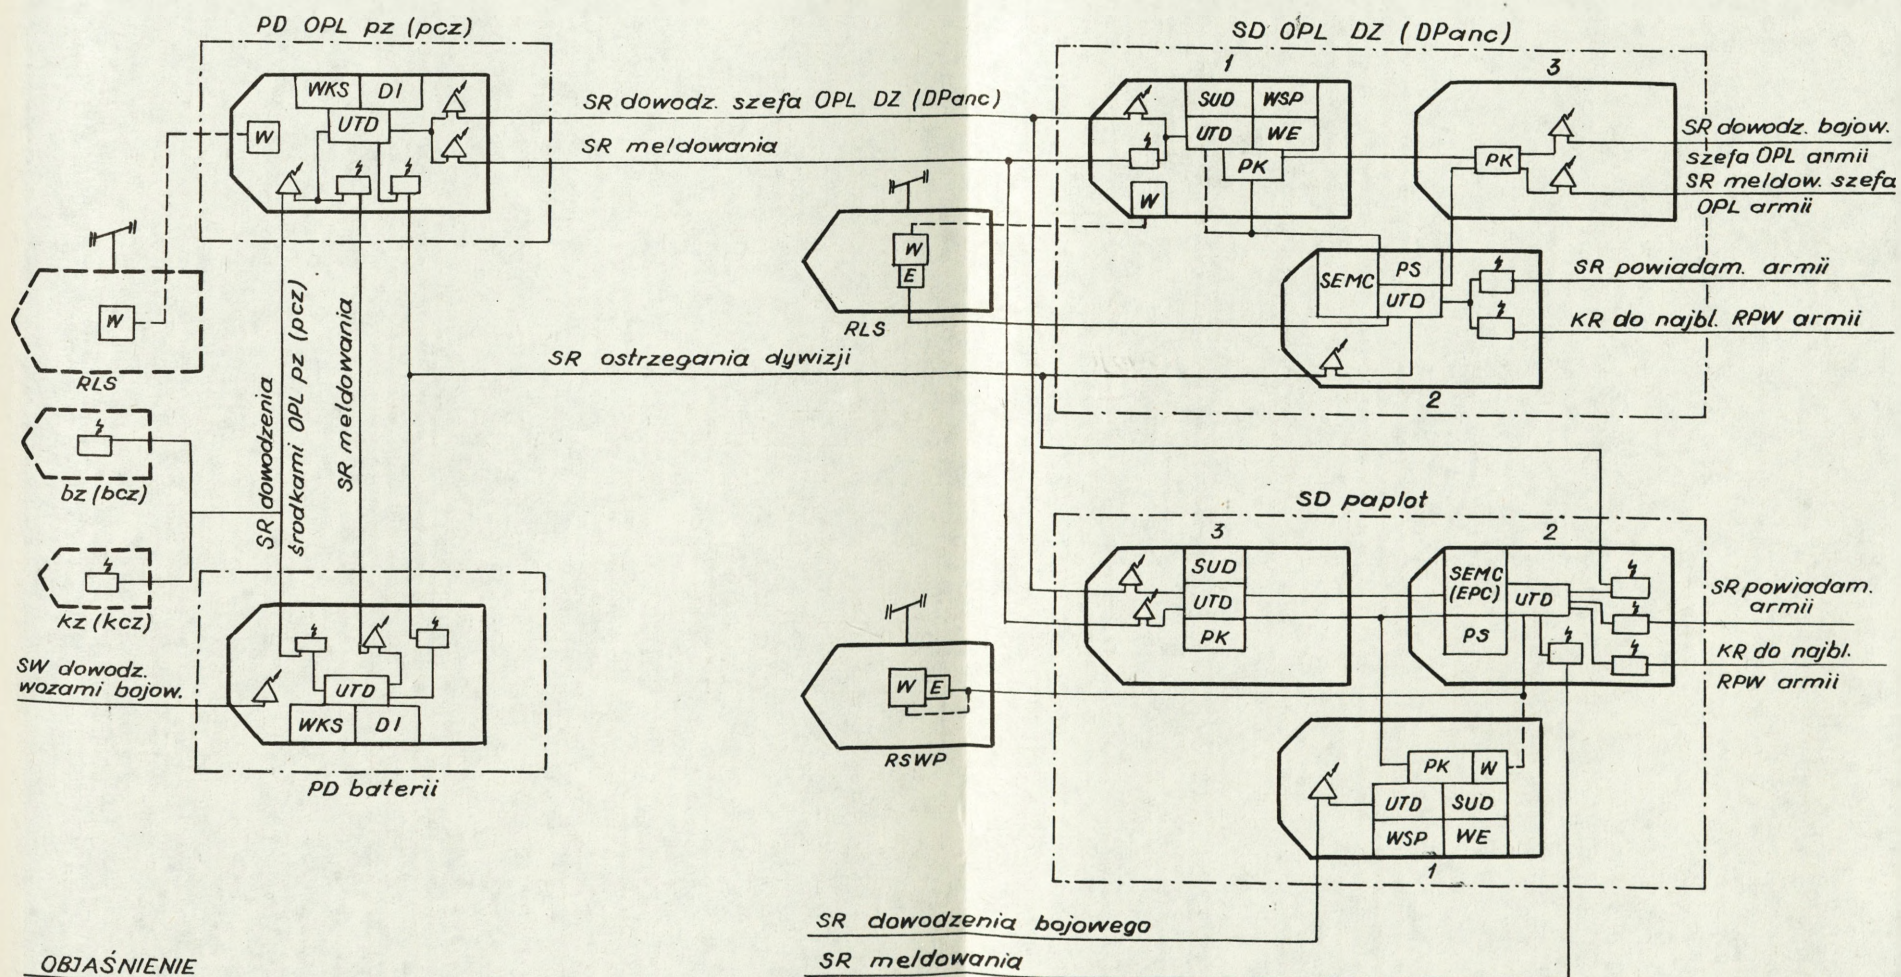 PD OPL pz (pcz)
WKS DI
UTD
W
W
RLS
bz (bcz)
kz (kcz)
SR dowodzenia
środkami OPL pz (pcz)
SR meldowania
SW dowodz.
wozami bojow.
UTD
WKS DI
PD baterii
OBJAŚNIENIE
SR dowodz. szefa OPL DZ (DPanc)
SR meldowania
SR ostrzegania dywizji
W
E
RLS
SD OPL DZ (DPanc)
1
SUD WSP
UTD WE
PK
W
3
PK
SR dowodz. bojow.
szefa OPL armii
SR meldow. szefa
OPL armii
SEMC PS
UTD
2
SR powiadam. armii
KR do najbl. RPW armii
SD paplot
3
SUD
UTD
PK
2
SEMC
(EPC)
UTD
PS
SR powiadam.
armii
KR do najbl.
RPW armii
W E
RSWP
PK W
UTD SUD
WSP WE
1
SR dowodzenia bojowego
SR meldowania